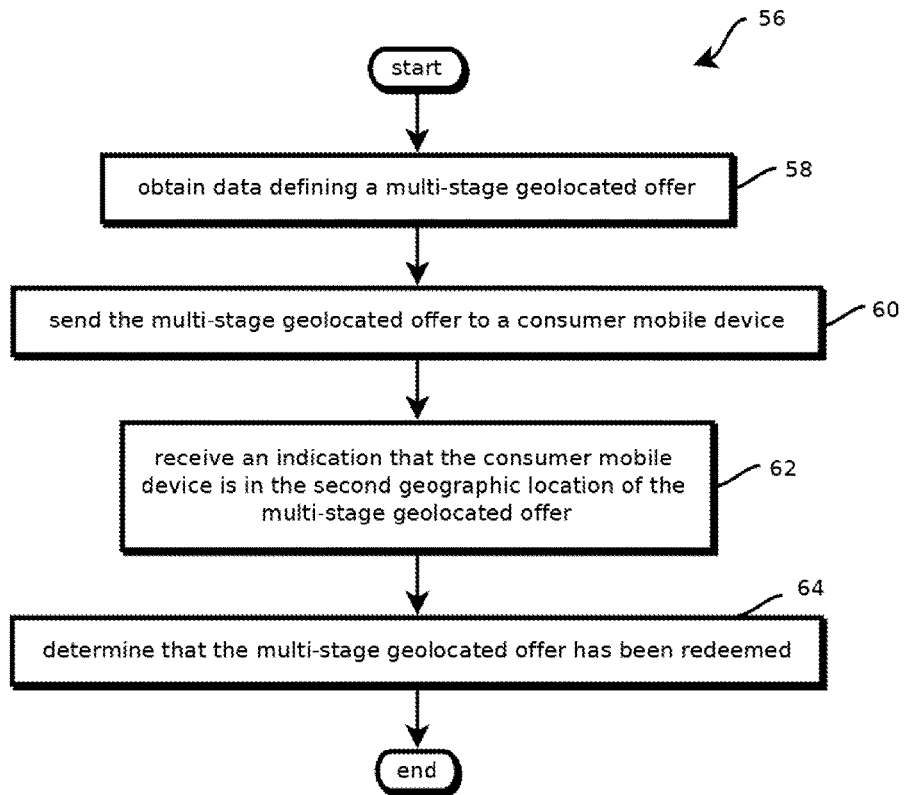 56
start
obtain data defining a multi-stage geolocated offer
58
send the multi-stage geolocated offer to a consumer mobile device
60
receive an indication that the consumer mobile
device is in the second geographic location of the
multi-stage geolocated offer
62
64
determine that the multi-stage geolocated offer has been redeemed
end